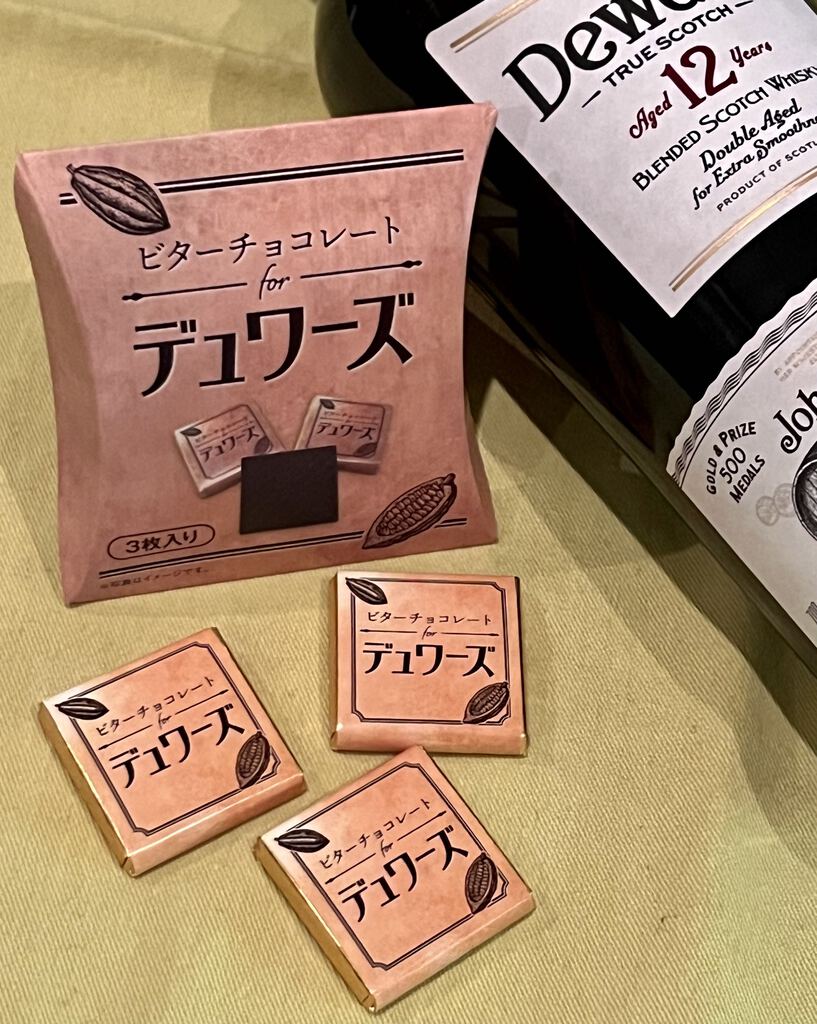 ビターチョコレート
for
デュワーズ
ビターチョコレート
for
デュワーズ
ビターチョコレート
for
デュワーズ
3枚入り
※写真はイメージです。
TRUE SCOTCH
Aged 12 Years
BLENDED SCOTCH
Double Aged
for Extra
PRODUCT OF
GOLD & PRIZE
500
MEDALS
ビターチョコレート
for
デュワーズ
ビターチョコレート
for
デュワーズ
ビターチョコレート
for
デュワーズ